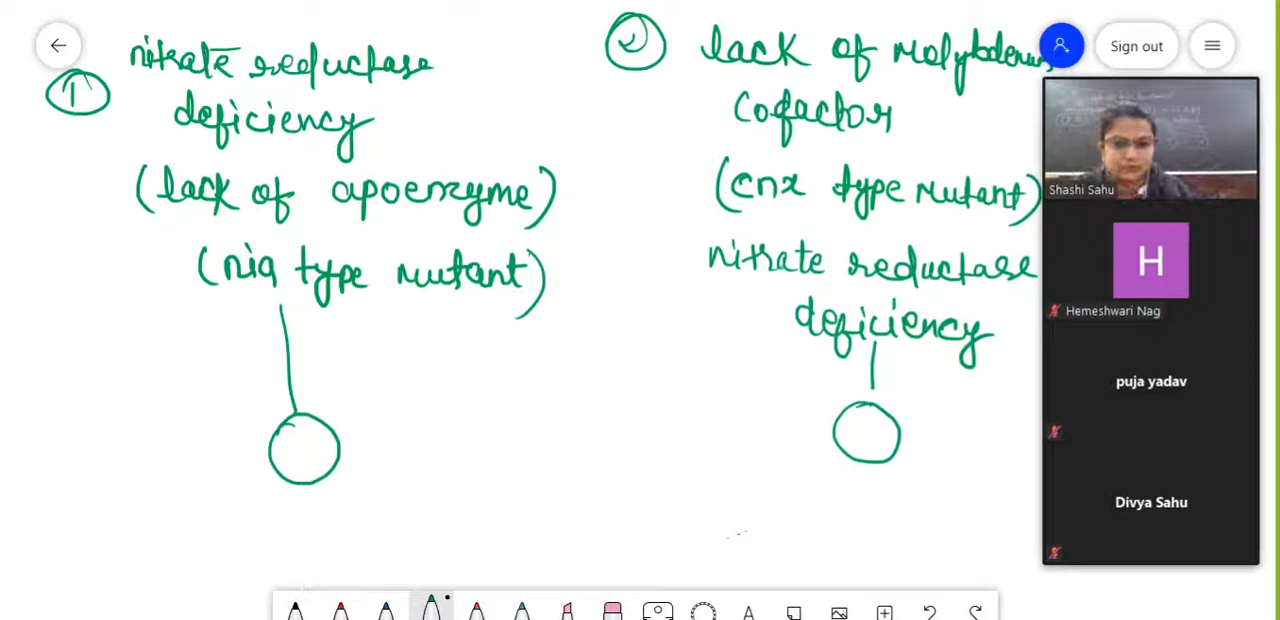 nitrate reductase
① deficiency
(lack of apoenzyme)
(nia type mutant)
② lack of Molybdenum
cofactor
(cnx type mutant)
nitrate reductase
deficiency
Sign out
Shashi Sahu
H
Hemeshwari Nag
puja yadav
Divya Sahu
A